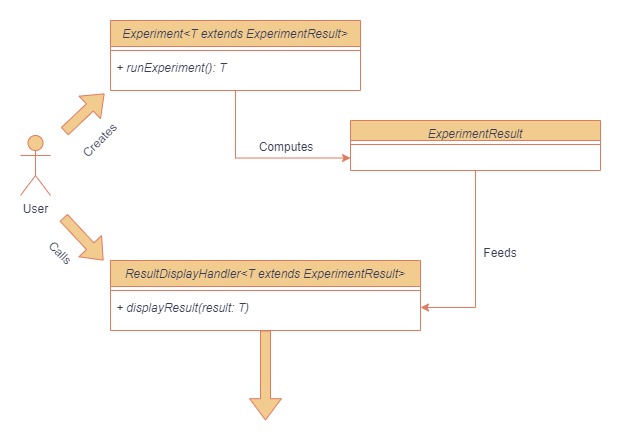 Experiment<T extends ExperimentResult>
+ runExperiment(): T
Creates
Computes
ExperimentResult
User
Calls
Feeds
ResultDisplayHandler<T extends ExperimentResult>
+ displayResult(result: T)